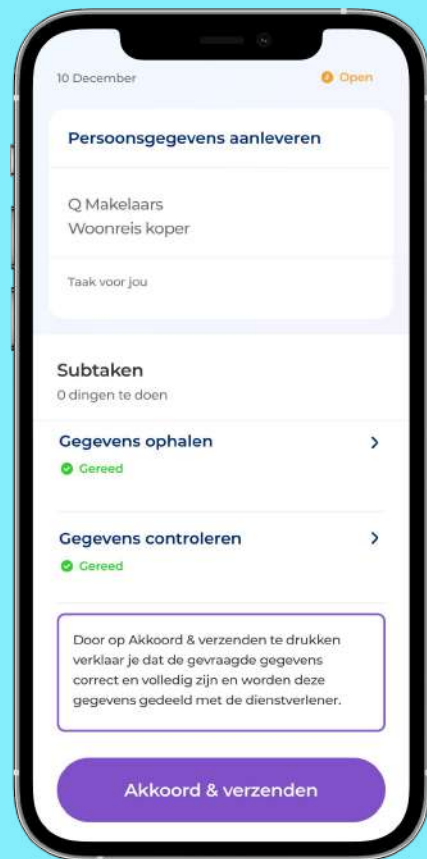 10 December
Open
Persoonsgegevens aanleveren
Q Makelaars
Woonreis koper
Taak voor jou
Subtaken
0 dingen te doen
Gegevens ophalen
Gereed
Gegevens controleren
Gereed
Door op Akkoord & verzenden te drukken
verklaar je dat de gevraagde gegevens
correct en volledig zijn en worden deze
gegevens gedeeld met de dienstverlener.
Akkoord & verzenden